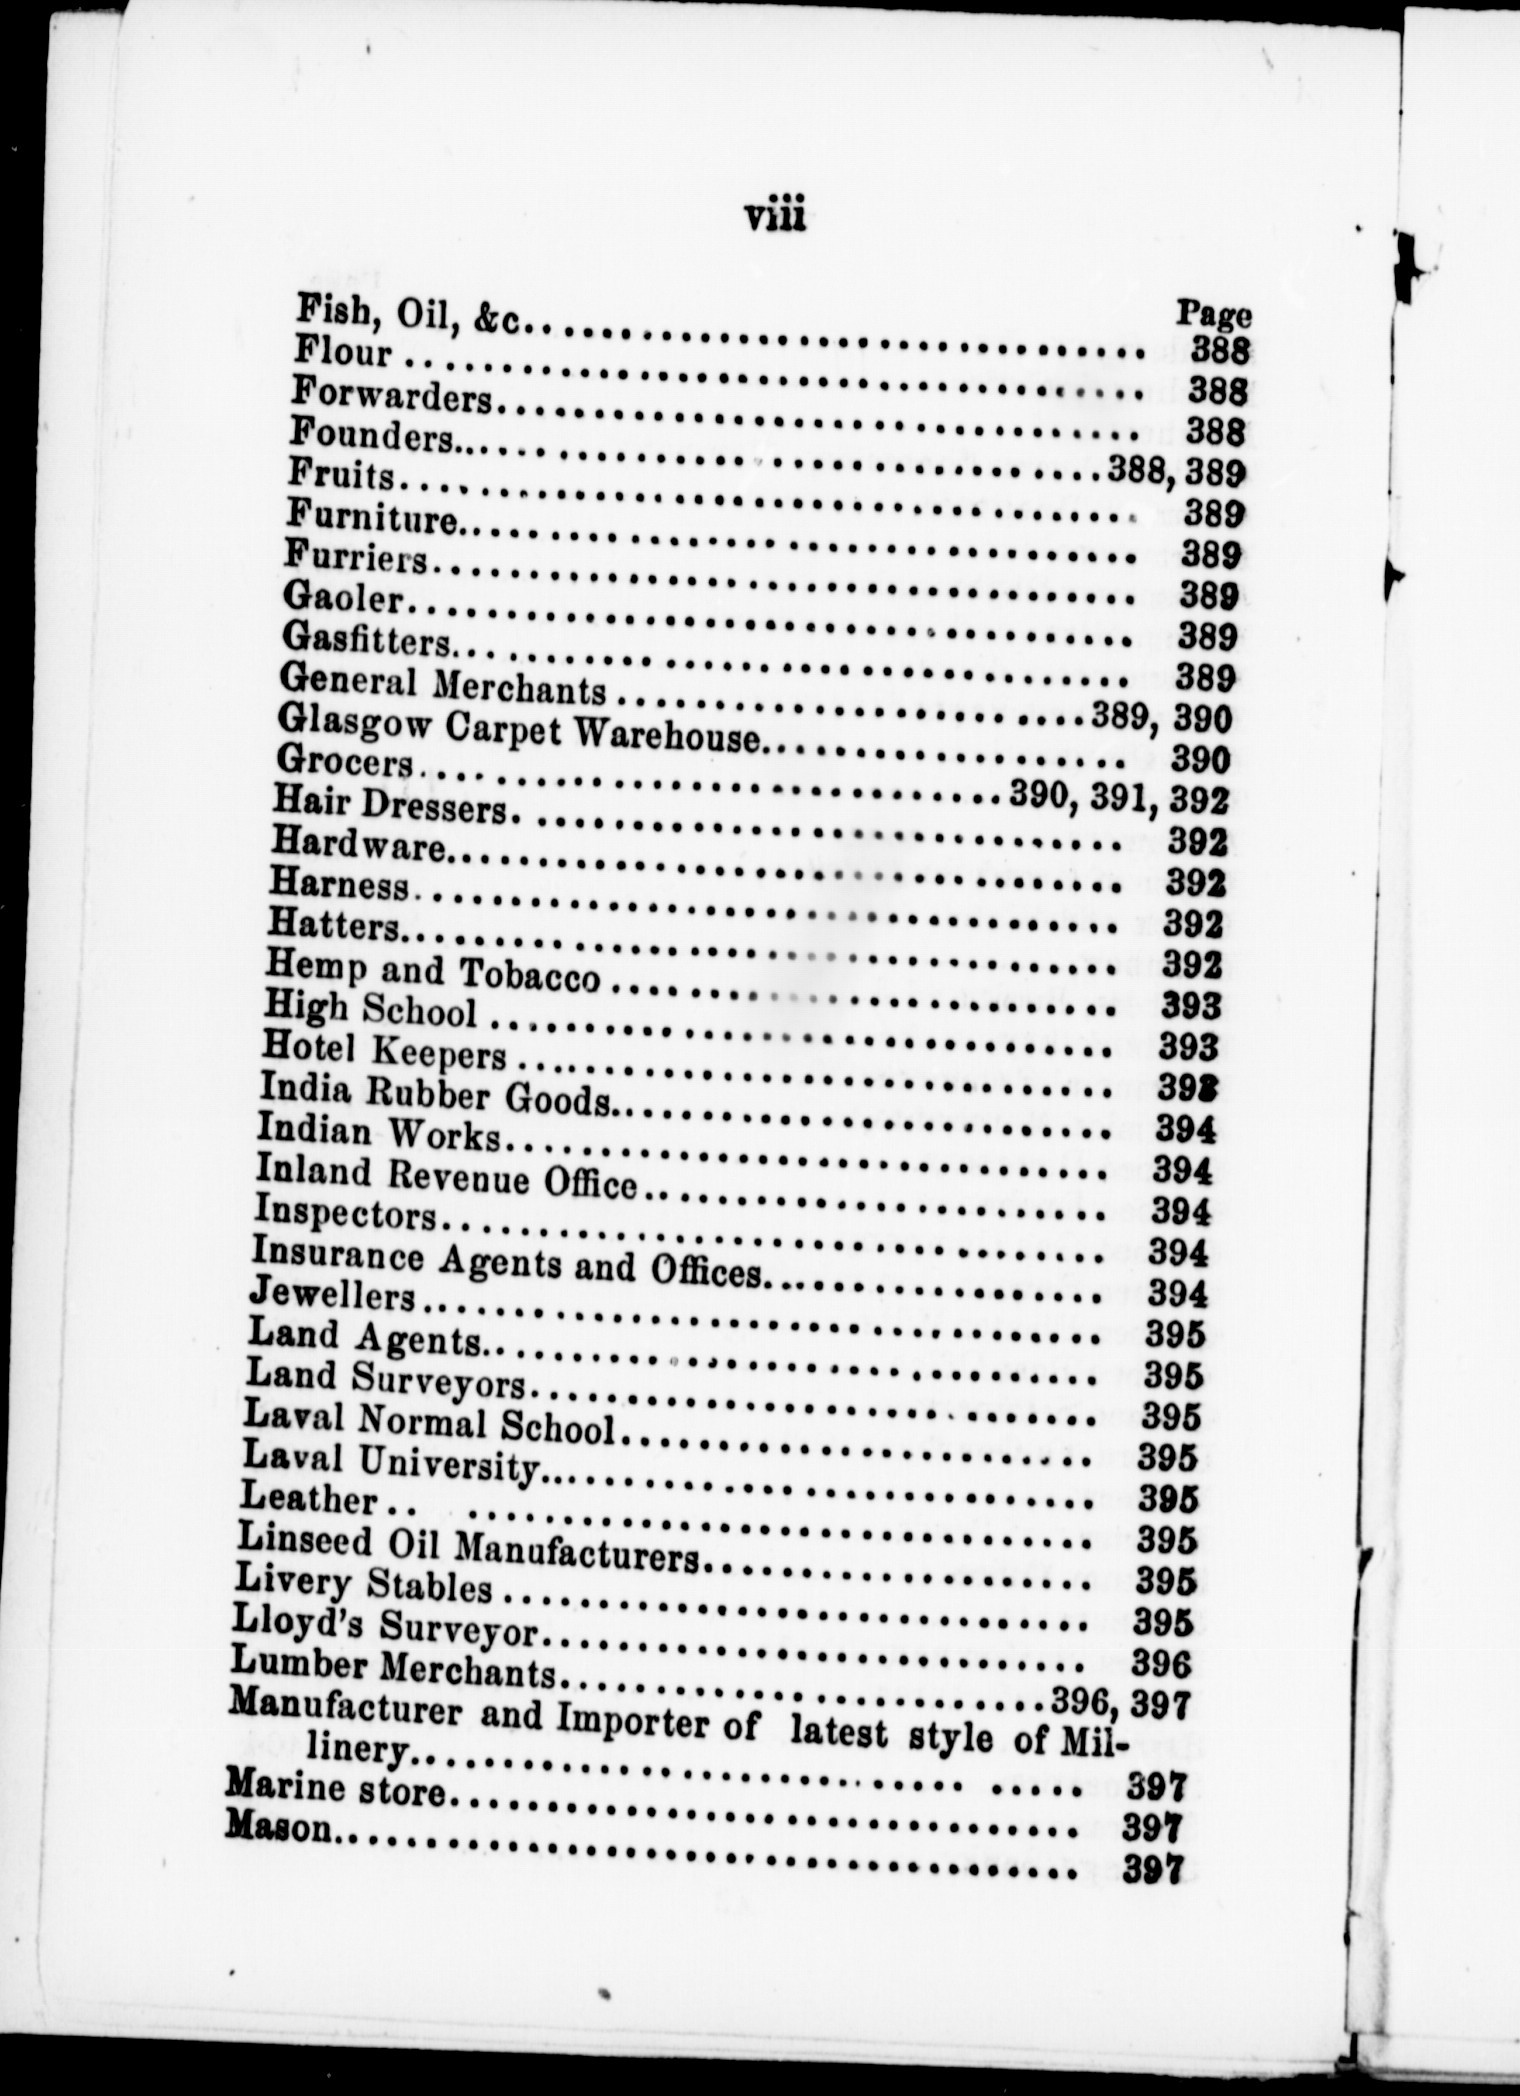 viii
Page
Fish, Oil, &c................................ 388
Flour ...................................... 388
Forwarders................................. 388
Founders.................................388, 389
Fruits...................................... 389
Furniture.................................. 389
Furriers.................................... 389
Gaoler..................................... 389
Gasfitters................................... 389
General Merchants ........................389, 390
Glasgow Carpet Warehouse................... 390
Grocers..............................390, 391, 392
Hair Dressers............................... 392
Hardware................................... 392
Harness.................................... 392
Hatters..................................... 392
Hemp and Tobacco .......................... 393
High School ................................ 393
Hotel Keepers .............................. 393
India Rubber Goods.......................... 394
Indian Works............................... 394
Inland Revenue Office........................ 394
Inspectors.................................. 394
Insurance Agents and Offices.................. 394
Jewellers................................... 395
Land Agents................................ 395
Land Surveyors............................. 395
Laval Normal School........................ 395
Laval University............................ 395
Leather.. ................................ 395
Linseed Oil Manufacturers.................... 395
Livery Stables .............................. 395
Lloyd's Surveyor............................ 396
Lumber Merchants.........................396, 397
Manufacturer and Importer of latest style of Mil-
linery............................ ..... 397
Marine store................................ 397
Mason...................................... 397